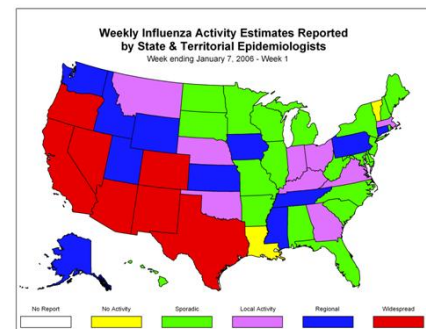 Weekly Influenza Activity Estimates Reported
by State & Territorial Epidemiologists
Week ending January 7, 2006 - Week 1
No Report
No Activity
Sporadic
Local Activity
Regional
Widespread